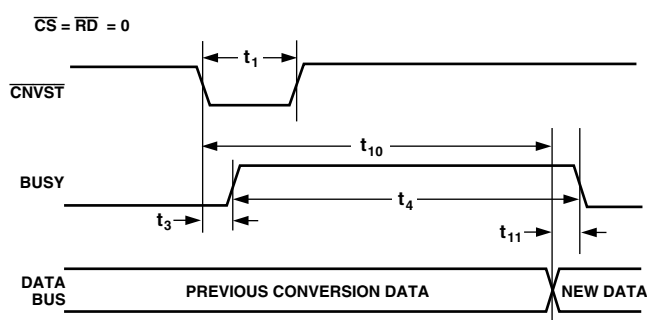 CS = RD = 0
t1
CNVST
t10
BUSY
t4
t3
t11
DATA
BUS
PREVIOUS CONVERSION DATA
NEW DATA